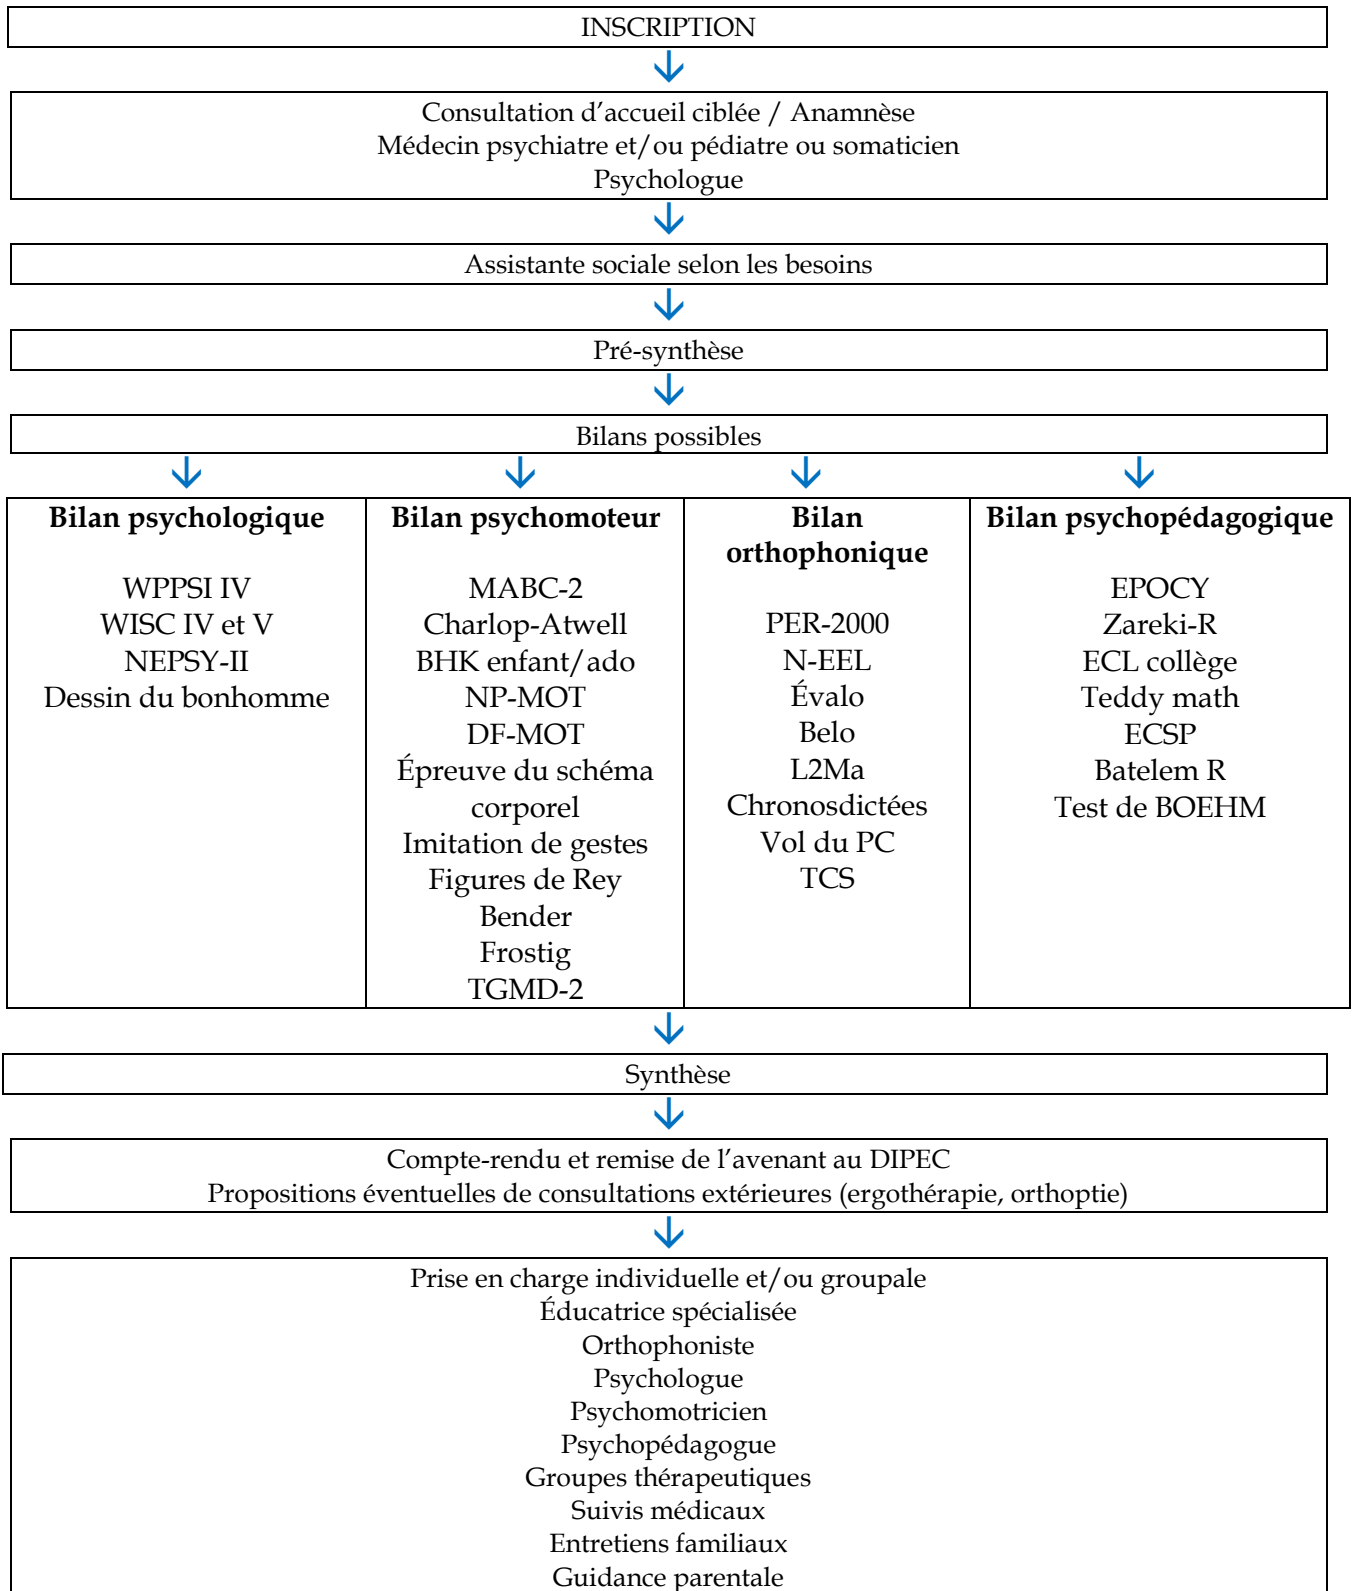 INSCRIPTION
Consultation d’accueil ciblée / Anamnèse
Médecin psychiatre et/ou pédiatre ou somaticien
Psychologue
Assistante sociale selon les besoins
Pré-synthèse
Bilans possibles
Bilan psychologique
WPPSI IV
WISC IV et V
NEPSY-II
Dessin du bonhomme
Bilan psychomoteur
MABC-2
Charlop-Atwell
BHK enfant/ado
NP-MOT
DF-MOT
Épreuve du schéma
corporel
Imitation de gestes
Figures de Rey
Bender
Frostig
TGMD-2
Bilan
orthophonique
PER-2000
N-EEL
Évalo
Belo
L2Ma
Chronosdictées
Vol du PC
TCS
Bilan psychopédagogique
EPOCY
Zareki-R
ECL collège
Teddy math
ECSP
Batelem R
Test de BOEHM
Synthèse
Compte-rendu et remise de l’avenant au DIPEC
Propositions éventuelles de consultations extérieures (ergothérapie, orthoptie)
Prise en charge individuelle et/ou groupale
Éducatrice spécialisée
Orthophoniste
Psychologue
Psychomotricien
Psychopédagogue
Groupes thérapeutiques
Suivis médicaux
Entretiens familiaux
Guidance parentale